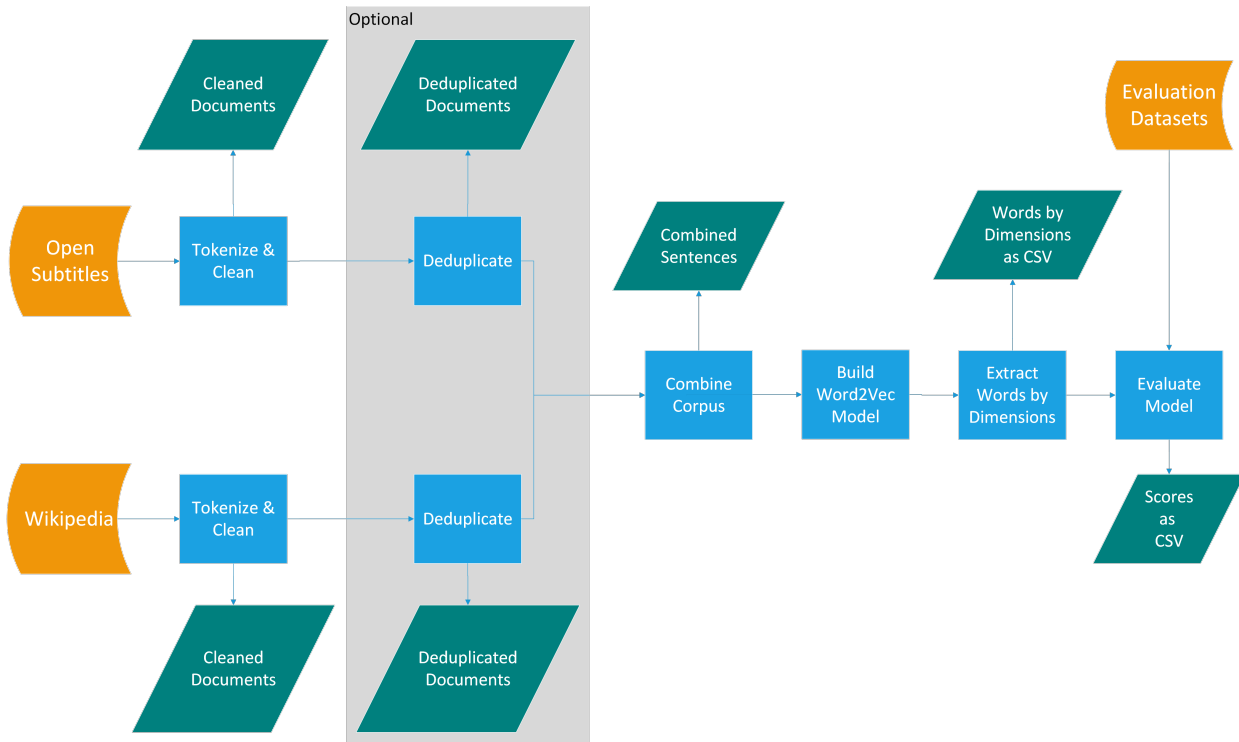 Optional
Cleaned
Documents
Deduplicated
Documents
Evaluation
Datasets
Open
Subtitles
Tokenize &
Clean
Deduplicate
Combined
Sentences
Words by
Dimensions
as CSV
Combine
Corpus
Build
Word2Vec
Model
Extract
Words by
Dimensions
Evaluate
Model
Wikipedia
Tokenize &
Clean
Deduplicate
Scores
as
CSV
Cleaned
Documents
Deduplicated
Documents